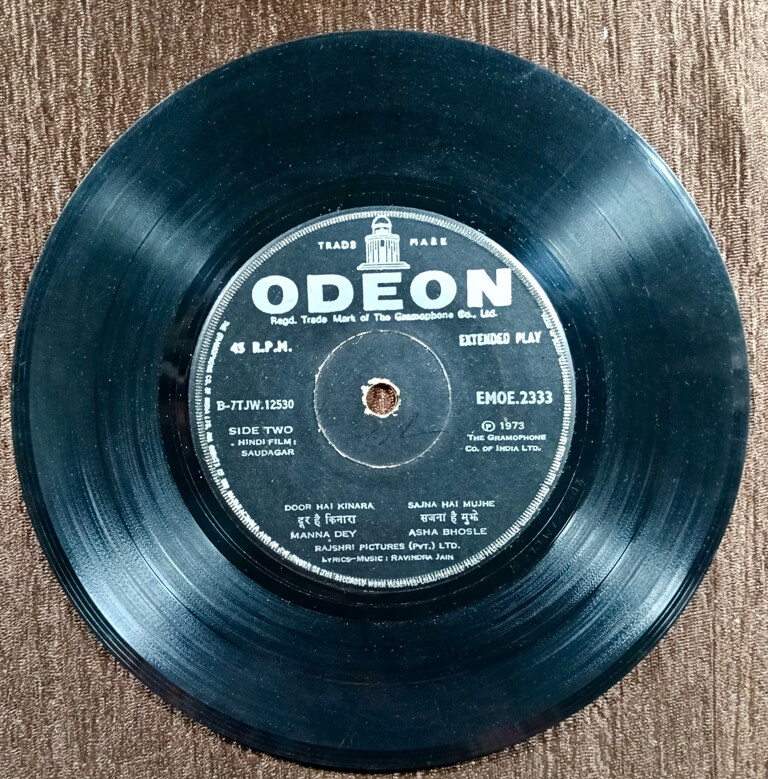 TRADE MARK
ODEON
Regd. Trade Mark of The Gramophone Co., Ltd.
45 R.P.M.
EXTENDED PLAY
B-7TJW.12530
EMOE.2333
SIDE TWO
HINDI FILM:
SAUDAGAR
Ⓟ 1973
THE GRAMOPHONE
CO. OF INDIA LTD.
DOOR HAI KINARA SAJNA HAI MUJHE
दूर है किनारा सजना है मुझे
MANNA DEY ASHA BHOSLE
RAJSHRI PICTURES (PVT.) LTD.
LYRICS-MUSIC : RAVINDRA JAIN